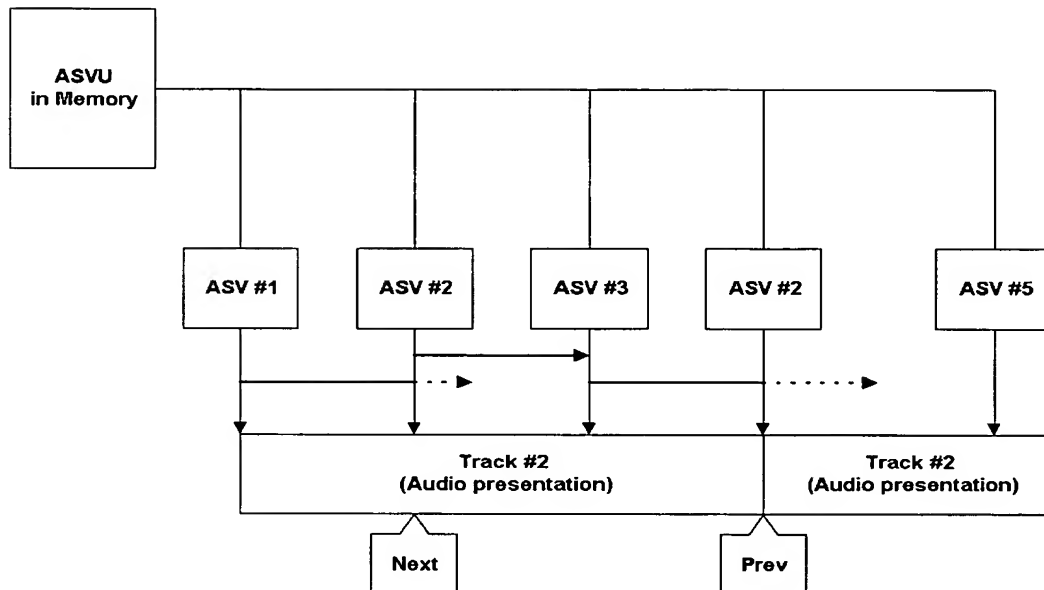 ASVU
in Memory
ASV #1
ASV #2
ASV #3
ASV #2
ASV #5
Track #2
(Audio presentation)
Track #2
(Audio presentation)
Next
Prev